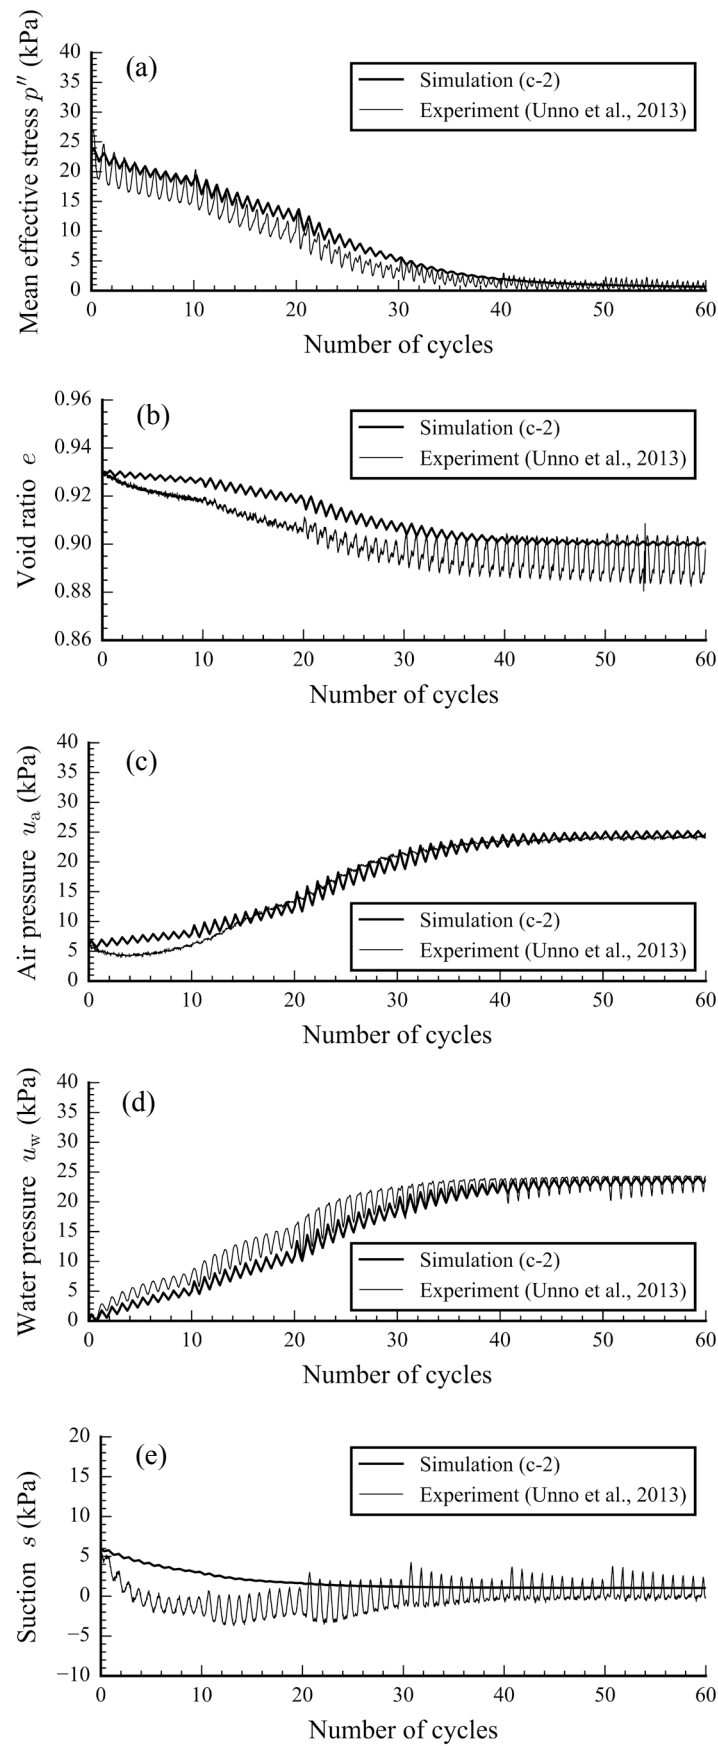 (a)
Mean effective stress p″ (kPa)
40
35
30
25
20
15
10
5
0
Simulation (c-2)
Experiment (Unno et al., 2013)
0 10 20 30 40 50 60
Number of cycles
(b)
Void ratio e
0.96
0.94
0.92
0.90
0.88
0.86
Simulation (c-2)
Experiment (Unno et al., 2013)
0 10 20 30 40 50 60
Number of cycles
(c)
Air pressure uₐ (kPa)
40
35
30
25
20
15
10
5
0
Simulation (c-2)
Experiment (Unno et al., 2013)
0 10 20 30 40 50 60
Number of cycles
(d)
Water pressure u_w (kPa)
40
35
30
25
20
15
10
5
0
Simulation (c-2)
Experiment (Unno et al., 2013)
0 10 20 30 40 50 60
Number of cycles
(e)
Suction s (kPa)
20
15
10
5
0
−5
−10
Simulation (c-2)
Experiment (Unno et al., 2013)
0 10 20 30 40 50 60
Number of cycles